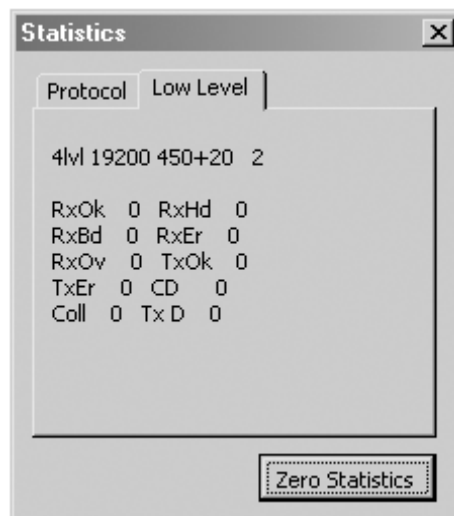 Statistics
Protocol Low Level
4lvl 19200 450+20 2
RxOk 0 RxHd 0
RxBd 0 RxEr 0
RxOv 0 TxOk 0
TxEr 0 CD 0
Coll 0 Tx D 0
Zero Statistics